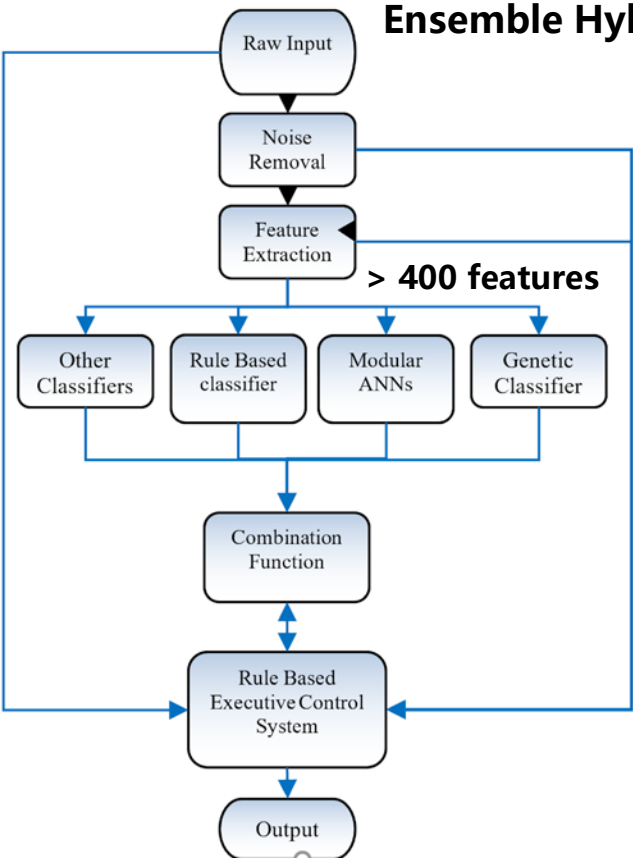 Ensemble Hyl
Raw Input
Noise
Removal
Feature
Extraction
> 400 features
Other
Classifiers
Rule Based
classifier
Modular
ANNs
Genetic
Classifier
Combination
Function
Rule Based
Executive Control
System
Output